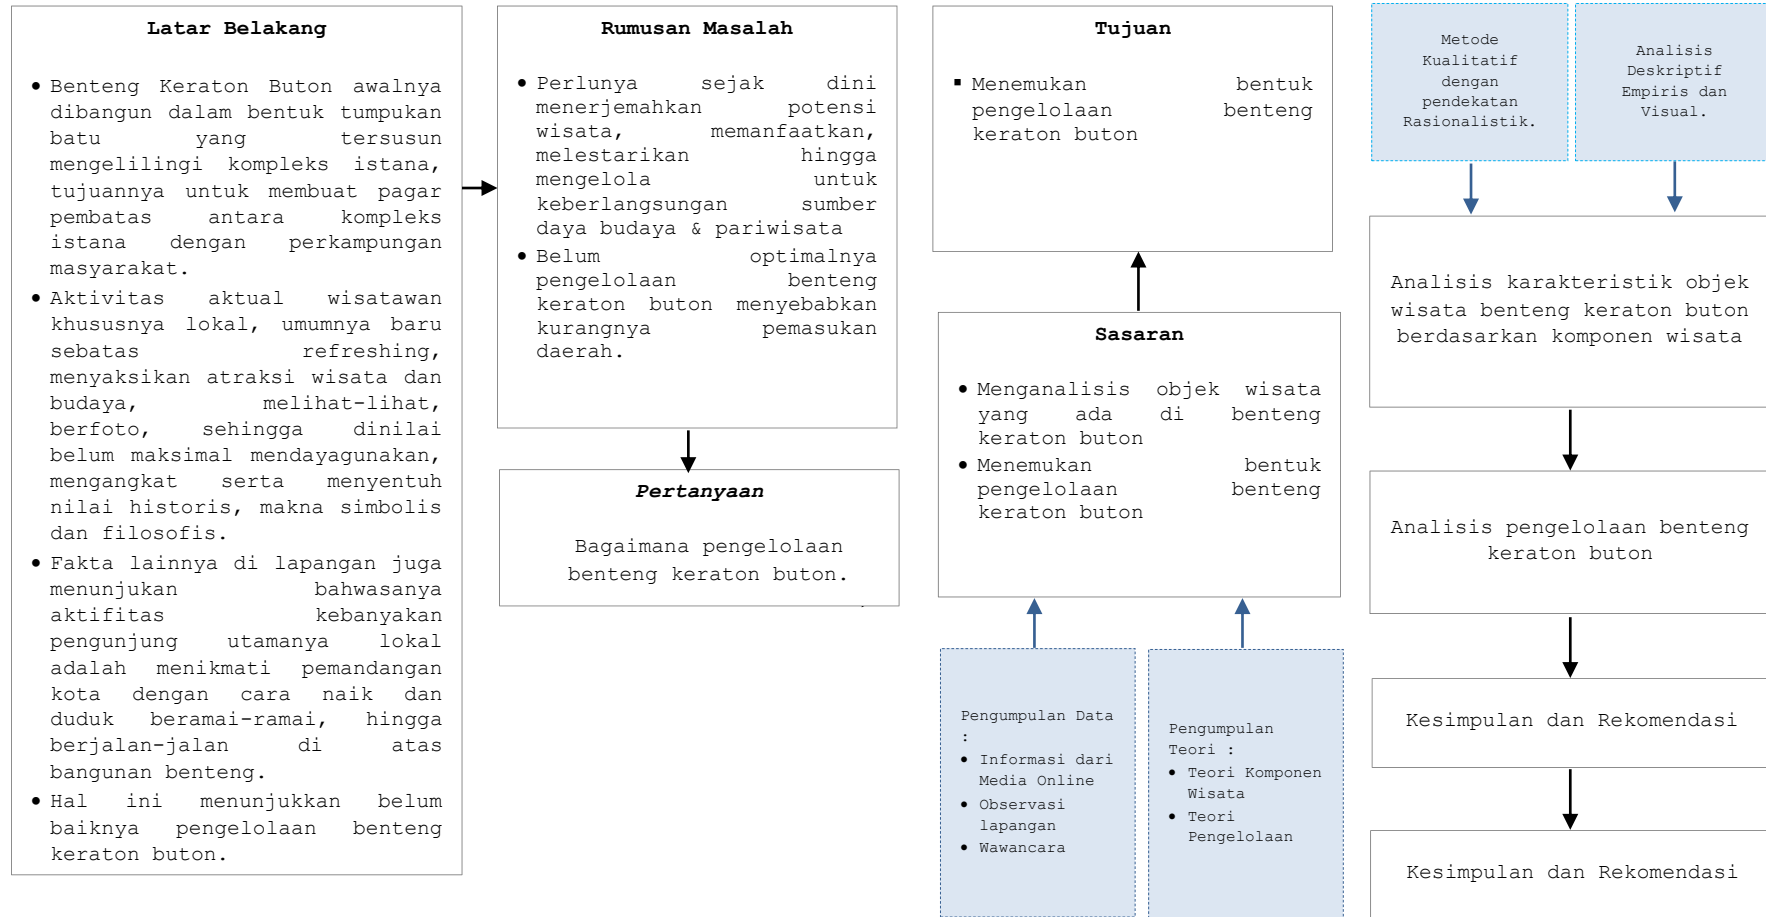 Latar Belakang
• Benteng Keraton Buton awalnya
dibangun dalam bentuk tumpukan
batu yang tersusun
mengelilingi kompleks istana,
tujuannya untuk membuat pagar
pembatas antara kompleks
istana dengan perkampungan
masyarakat.
• Aktivitas aktual wisatawan
khususnya lokal, umumnya baru
sebatas refreshing,
menyaksikan atraksi wisata dan
budaya, melihat-lihat,
berfoto, sehingga dinilai
belum maksimal mendayagunakan,
mengangkat serta menyentuh
nilai historis, makna simbolis
dan filosofis.
• Fakta lainnya di lapangan juga
menunjukan bahwasanya
aktifitas kebanyakan
pengunjung utamanya lokal
adalah menikmati pemandangan
kota dengan cara naik dan
duduk beramai-ramai, hingga
berjalan-jalan di atas
bangunan benteng.
• Hal ini menunjukkan belum
baiknya pengelolaan benteng
keraton buton.
Rumusan Masalah
• Perlunya sejak dini
menerjemahkan potensi
wisata, memanfaatkan,
melestarikan hingga
mengelola untuk
keberlangsungan sumber
daya budaya & pariwisata
• Belum optimalnya
pengelolaan benteng
keraton buton menyebabkan
kurangnya pemasukan
daerah.
Pertanyaan
Bagaimana pengelolaan
benteng keraton buton.
Tujuan
▪ Menemukan bentuk
pengelolaan benteng
keraton buton
Sasaran
• Menganalisis objek wisata
yang ada di benteng
keraton buton
• Menemukan bentuk
pengelolaan benteng
keraton buton
Pengumpulan Data
:
• Informasi dari
Media Online
• Observasi
lapangan
• Wawancara
Pengumpulan
Teori :
• Teori Komponen
Wisata
• Teori
Pengelolaan
Metode
Kualitatif
dengan
pendekatan
Rasionalistik.
Analisis
Deskriptif
Empiris dan
Visual.
Analisis karakteristik objek
wisata benteng keraton buton
berdasarkan komponen wisata
Analisis pengelolaan benteng
keraton buton
Kesimpulan dan Rekomendasi
Kesimpulan dan Rekomendasi